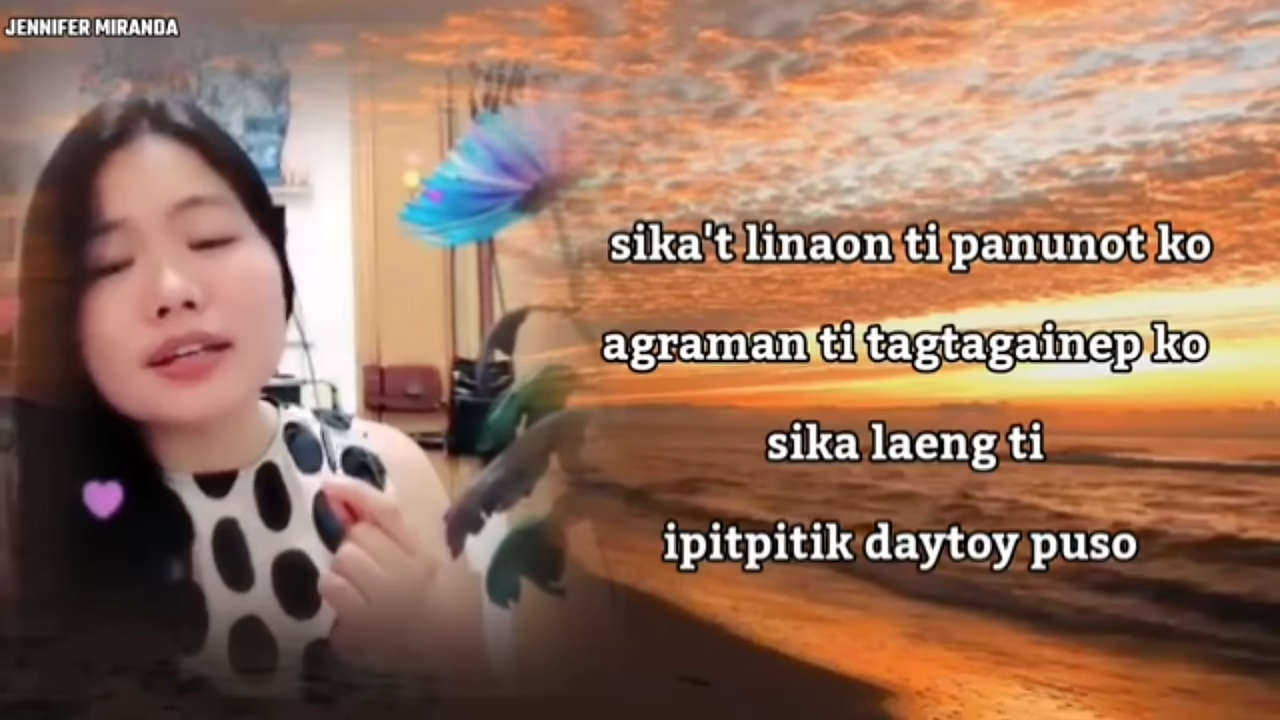 JENNIFER MIRANDA
sika't linaon ti panunot ko
agraman ti tagtagainep ko
sika laeng ti
ipitpitik daytoy puso